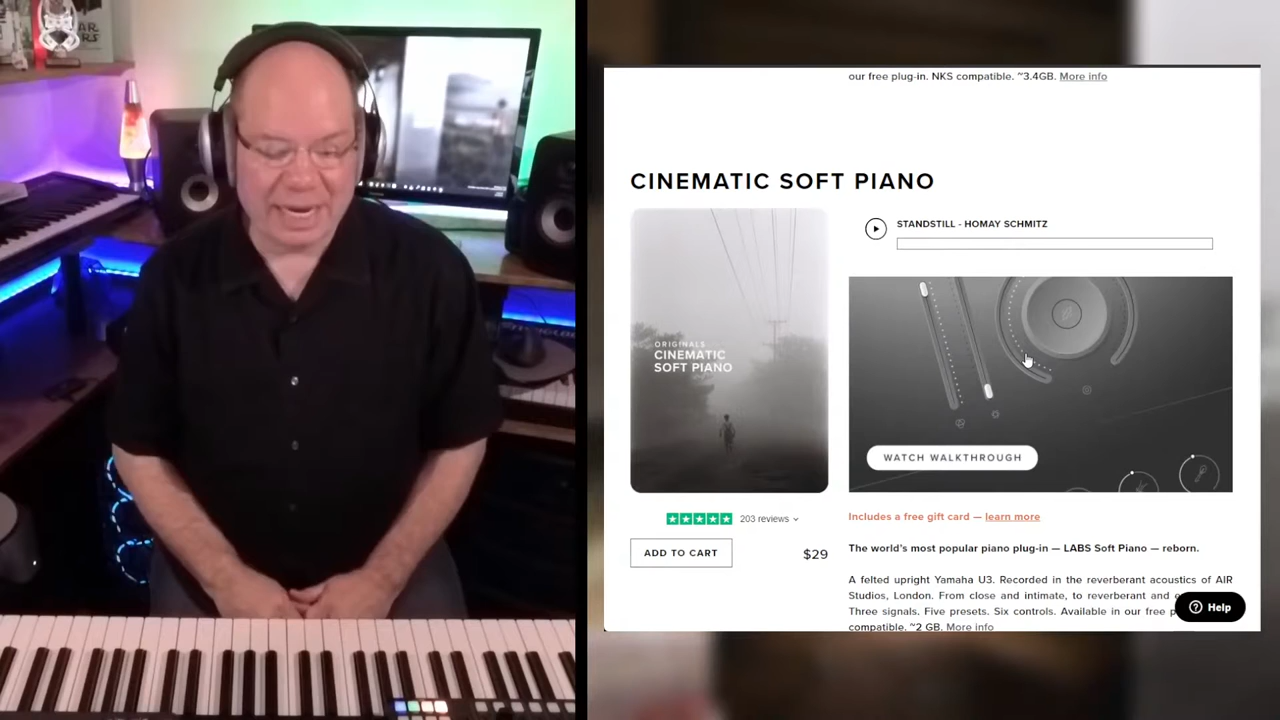 our free plug-in. NKS compatible. ~3.4GB. More info
CINEMATIC SOFT PIANO
STANDSTILL - HOMAY SCHMITZ
ORIGINALS
CINEMATIC
SOFT PIANO
WATCH WALKTHROUGH
203 reviews
ADD TO CART
$29
Includes a free gift card — learn more
The world's most popular piano plug-in — LABS Soft Piano — reborn.
A felted upright Yamaha U3. Recorded in the reverberant acoustics of AIR
Studios, London. From close and intimate, to reverberant and
Three signals. Five presets. Six controls. Available in our free
compatible. ~2 GB. More info
Help